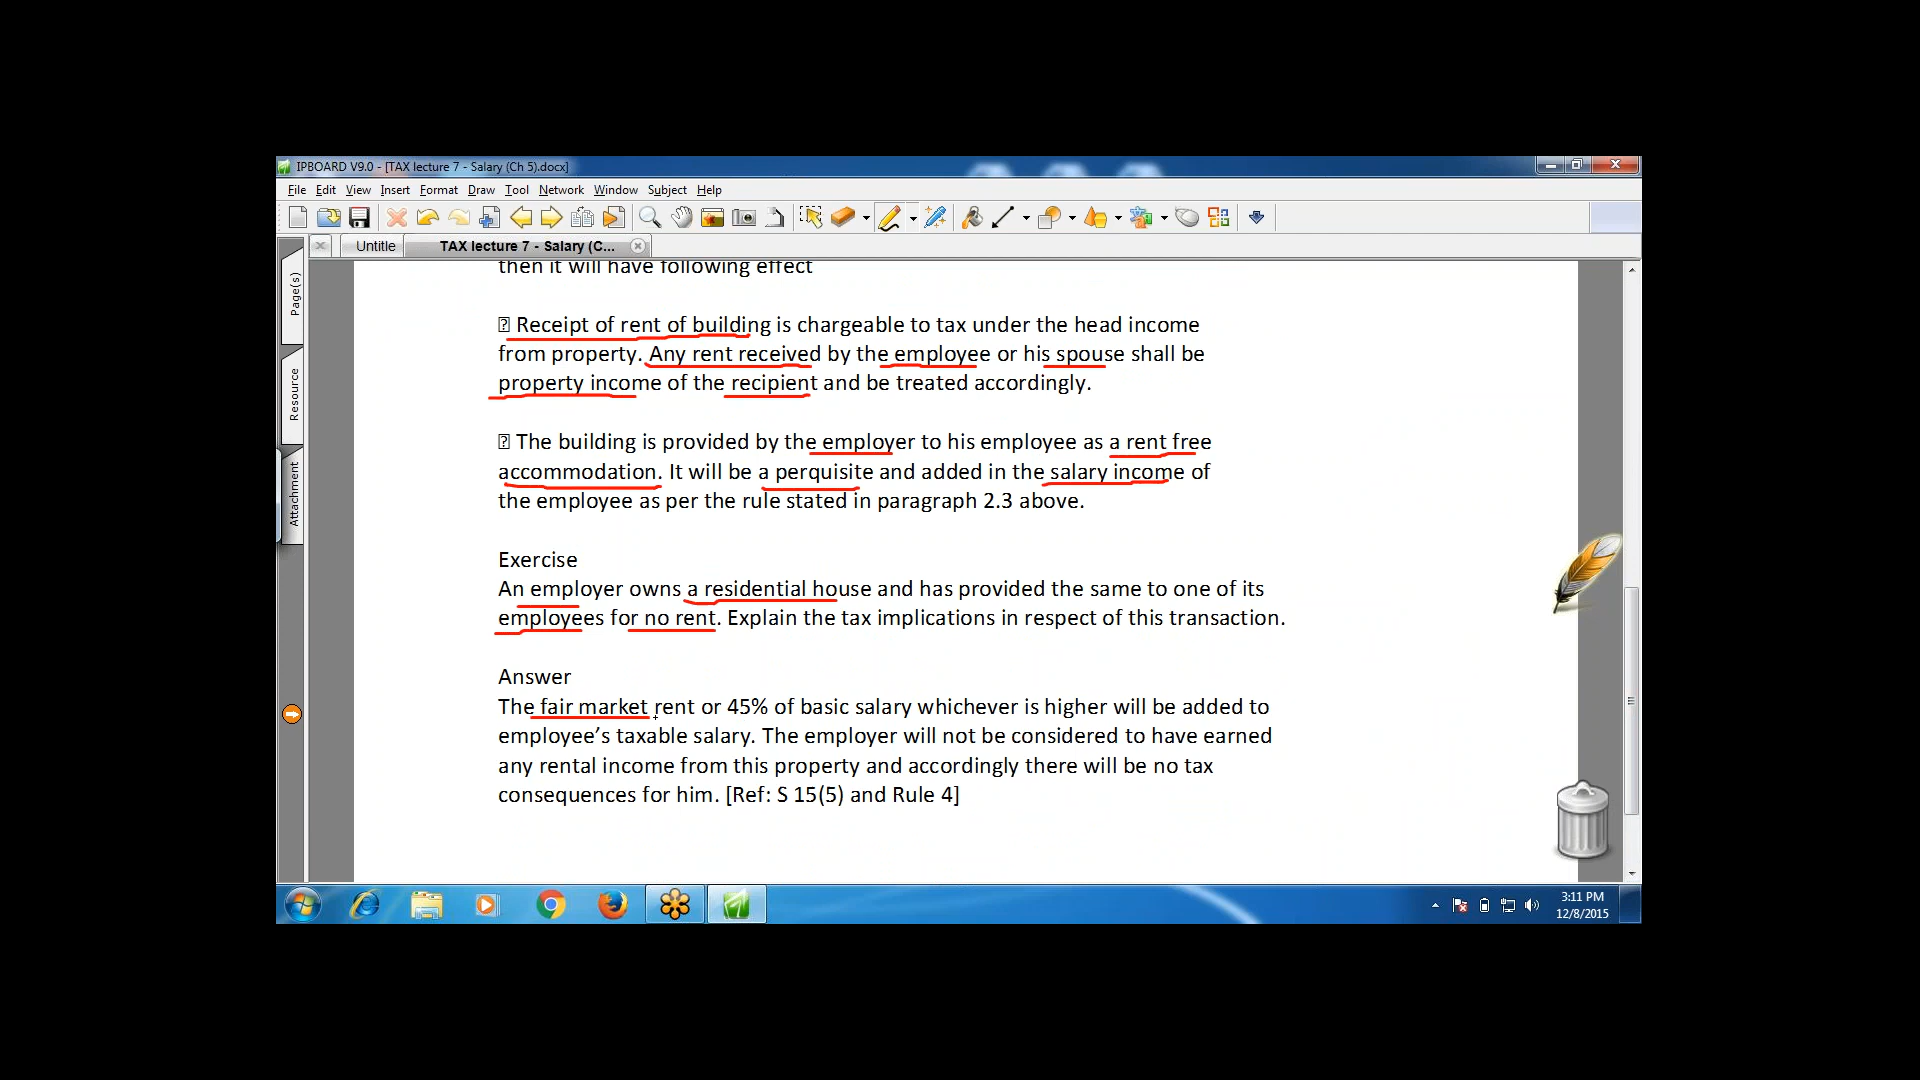 IPBOARD V9.0 - [TAX lecture 7 - Salary (Ch 5).docx]
File Edit View Insert Format Draw Tool Network Window Subject Help
Untitle TAX lecture 7 - Salary (C...
Page(s)
Resource
Attachment
then it will have following effect
Receipt of rent of building is chargeable to tax under the head income
from property. Any rent received by the employee or his spouse shall be
property income of the recipient and be treated accordingly.
The building is provided by the employer to his employee as a rent free
accommodation. It will be a perquisite and added in the salary income of
the employee as per the rule stated in paragraph 2.3 above.
Exercise
An employer owns a residential house and has provided the same to one of its
employees for no rent. Explain the tax implications in respect of this transaction.
Answer
The fair market rent or 45% of basic salary whichever is higher will be added to
employee’s taxable salary. The employer will not be considered to have earned
any rental income from this property and accordingly there will be no tax
consequences for him. [Ref: S 15(5) and Rule 4]
3:11 PM
12/8/2015